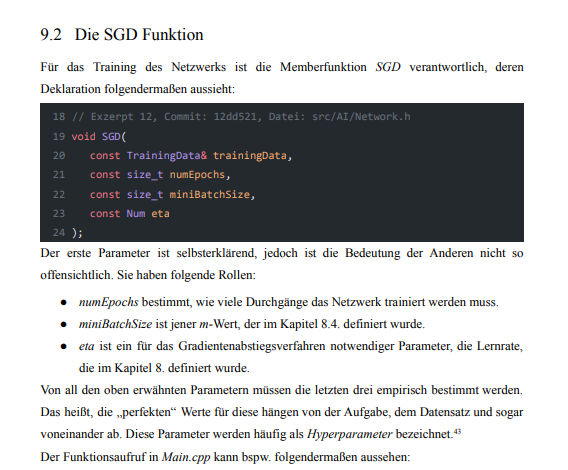 9.2 Die SGD Funktion
Für das Training des Netzwerks ist die Memberfunktion SGD verantwortlich, deren
Deklaration folgendermaßen aussieht:
18 // Exzerpt 12, Commit: 12dd521, Datei: src/AI/Network.h
19 void SGD(
20 const TrainingData& trainingData,
21 const size_t numEpochs,
22 const size_t miniBatchSize,
23 const Num eta
24 );
Der erste Parameter ist selbsterklärend, jedoch ist die Bedeutung der Anderen nicht so
offensichtlich. Sie haben folgende Rollen:
● numEpochs bestimmt, wie viele Durchgänge das Netzwerk trainiert werden muss.
● miniBatchSize ist jener m-Wert, der im Kapitel 8.4. definiert wurde.
● eta ist ein für das Gradientenabstiegsverfahren notwendiger Parameter, die Lernrate,
die im Kapitel 8. definiert wurde.
Von all den oben erwähnten Parametern müssen die letzten drei empirisch bestimmt werden.
Das heißt, die „perfekten“ Werte für diese hängen von der Aufgabe, dem Datensatz und sogar
voneinander ab. Diese Parameter werden häufig als Hyperparameter bezeichnet.⁴³
Der Funktionsaufruf in Main.cpp kann bspw. folgendermaßen aussehen: